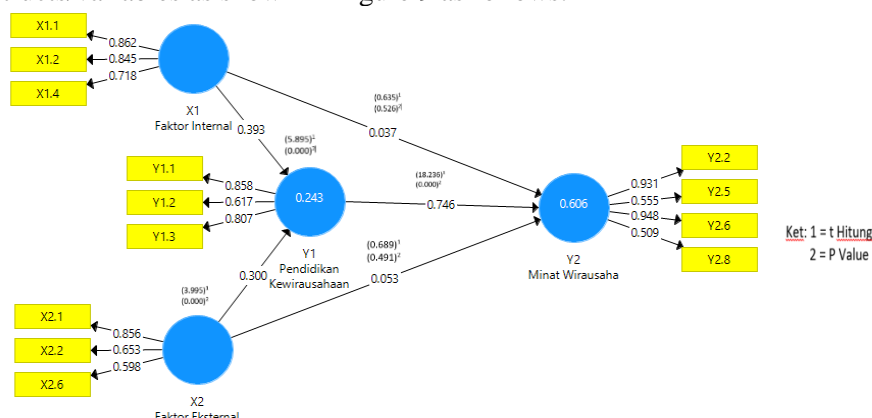 X1.1
X1.2
X1.4
0.862
0.845
0.718
X1
Faktor Internal
0.393
(5.895)¹
(0.000)²
(0.635)¹
(0.526)²
0.037
Y1.1
Y1.2
Y1.3
0.858
0.617
0.807
0.243
Y1
Pendidikan
Kewirausahaan
(18.236)¹
(0.000)²
0.746
0.606
Y2
Minat Wirausaha
0.931
0.555
0.948
0.509
Y2.2
Y2.5
Y2.6
Y2.8
Ket: 1 = t Hitung
2 = P Value
(0.689)¹
(0.491)²
0.053
0.300
(3.995)¹
(0.000)²
X2.1
X2.2
X2.6
0.856
0.653
0.598
X2
Faktor Eksternal